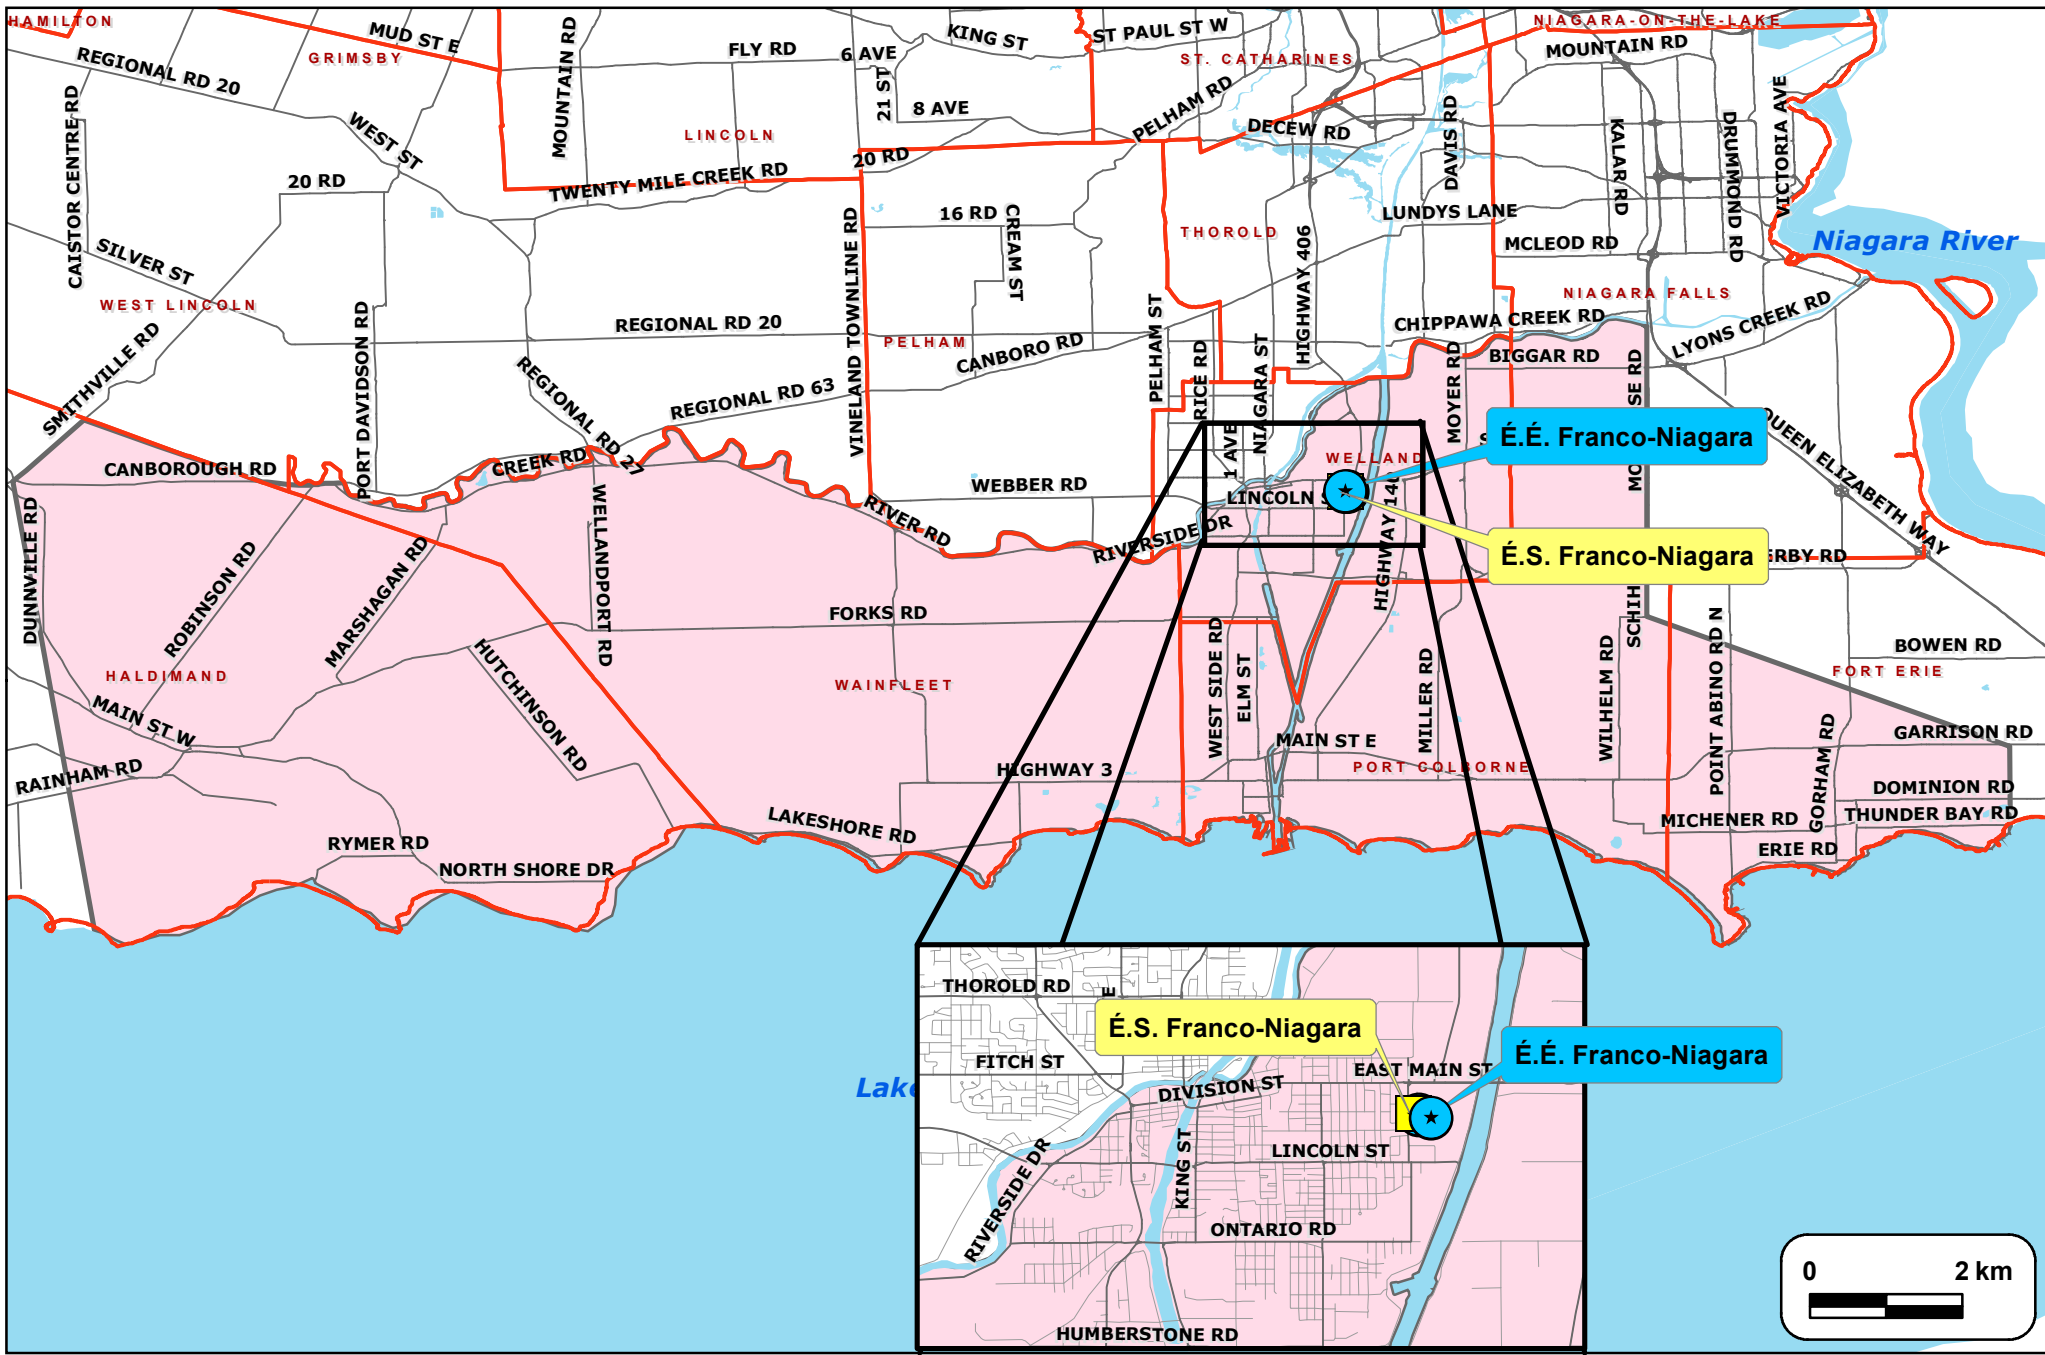 HAMILTON
MUD ST E
GRIMSBY
REGIONAL RD 20
MOUNTAIN RD
FLY RD
6 AVE
KING ST
ST PAUL ST W
NIAGARA-ON-THE-LAKE
MOUNTAIN RD
ST. CATHARINES
21 ST
8 AVE
PELHAM RD
DECEW RD
DAVIS RD
KALAR RD
DRUMMOND RD
VICTORIA AVE
CAISTOR CENTRE RD
WEST ST
LINCOLN
20 RD
20 RD
TWENTY MILE CREEK RD
16 RD
CREAM ST
THOROLD
LUNDYS LANE
MCLEOD RD
Niagara River
SILVER ST
WEST LINCOLN
VINELAND TOWNLINE RD
HIGHWAY 406
NIAGARA FALLS
SMITHVILLE RD
PORT DAVIDSON RD
REGIONAL RD 20
PELHAM
CANBORO RD
PELHAM ST
RICE RD
NIAGARA ST
CHIPPAWA CREEK RD
LYONS CREEK RD
BIGGAR RD
MOYER RD
REGIONAL RD 27
REGIONAL RD 63
É.É. Franco-Niagara
QUEEN ELIZABETH WAY
CANBOROUGH RD
CREEK RD
WEBBER RD
1 AVE
WELLAND
LINCOLN
HIGHWAY 140
DUNNVILLE RD
WELLANDPORT RD
RIVER RD
RIVERSIDE DR
É.S. Franco-Niagara
ERBY RD
ROBINSON RD
MARSHAGAN RD
FORKS RD
SCHIH
BOWEN RD
HALDIMAND
HUTCHINSON RD
WAINFLEET
WEST SIDE RD
ELM ST
MILLER RD
WILHELM RD
POINT ABINO RD N
FORT ERIE
MAIN ST W
MAIN ST E
GARRISON RD
RAINHAM RD
HIGHWAY 3
PORT COLBORNE
GORHAM RD
DOMINION RD
LAKESHORE RD
MICHENER RD
THUNDER BAY RD
RYMER RD
ERIE RD
NORTH SHORE DR
THOROLD RD
E
É.S. Franco-Niagara
É.É. Franco-Niagara
FITCH ST
EAST MAIN ST
Lake
DIVISION ST
LINCOLN ST
KING ST
RIVERSIDE DR
ONTARIO RD
HUMBERSTONE RD
0 2 km